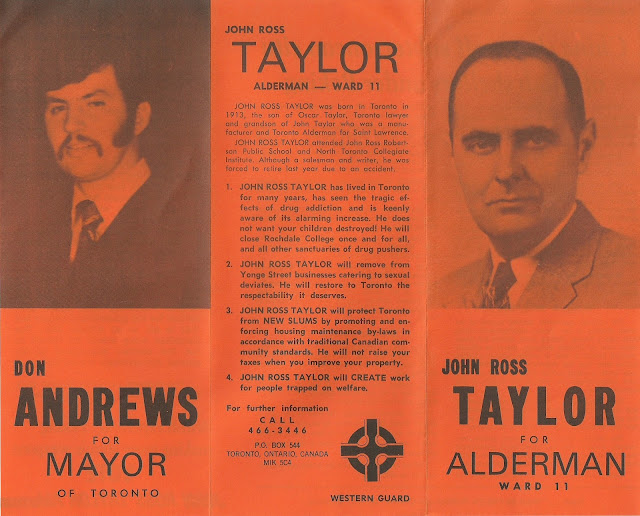 DON
ANDREWS
FOR
MAYOR
OF TORONTO
JOHN ROSS
TAYLOR
ALDERMAN — WARD 11
JOHN ROSS TAYLOR was born in Toronto
in 1913, the son of Oscar Taylor, Toronto lawyer
and grandson of John Taylor who was a manu-
facturer and Toronto Alderman for Saint Lawrence.
JOHN ROSS TAYLOR attended John Ross Robert-
son Public School and North Toronto Collegiate
Institute. Although a salesman and writer, he was
forced to retire last year due to an accident.
1. JOHN ROSS TAYLOR has lived in Toronto
for many years, has seen the tragic ef-
fects of drug addiction and is keenly
aware of its alarming increase. He does
not want your children destroyed! He will
close Rochdale College once and for all,
and all other sanctuaries of drug pushers.
2. JOHN ROSS TAYLOR will remove from
Yonge Street businesses catering to sexual
deviates. He will restore to Toronto the
respectability it deserves.
3. JOHN ROSS TAYLOR will protect Toronto
from NEW SLUMS by promoting and en-
forcing housing maintenance by-laws in
accordance with traditional Canadian com-
munity standards. He will not raise your
taxes when you improve your property.
4. JOHN ROSS TAYLOR will CREATE work
for people trapped on welfare.
For further information
CALL
466-3446
P.O. BOX 544
TORONTO, ONTARIO, CANADA
MIK 5C4
WESTERN GUARD
JOHN ROSS
TAYLOR
FOR
ALDERMAN
WARD 11